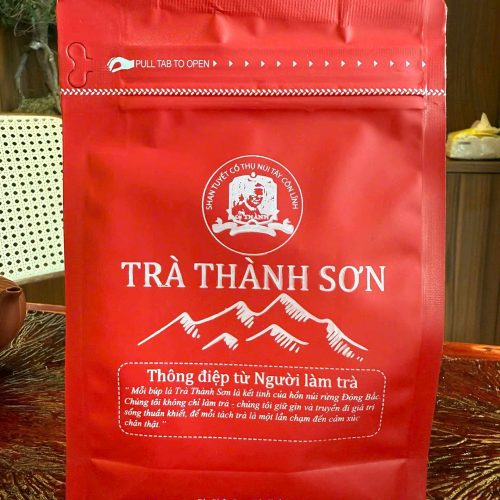 PULL TAB TO OPEN
SHAN TUYẾT CỔ THỤ NÚI TÂY CÔN LĨNH
THÀNH
TRÀ THÀNH SƠN
Thông điệp từ Người làm trà
" Mỗi búp lá Trà Thành Sơn là kết tinh của hồn núi rừng Đông Bắc.
Chúng tôi không chỉ làm trà - chúng tôi giữ gìn và truyền đi giá trị
sống thuần khiết, để mỗi tách trà là một lần chạm đến cảm xúc
chân thật. "